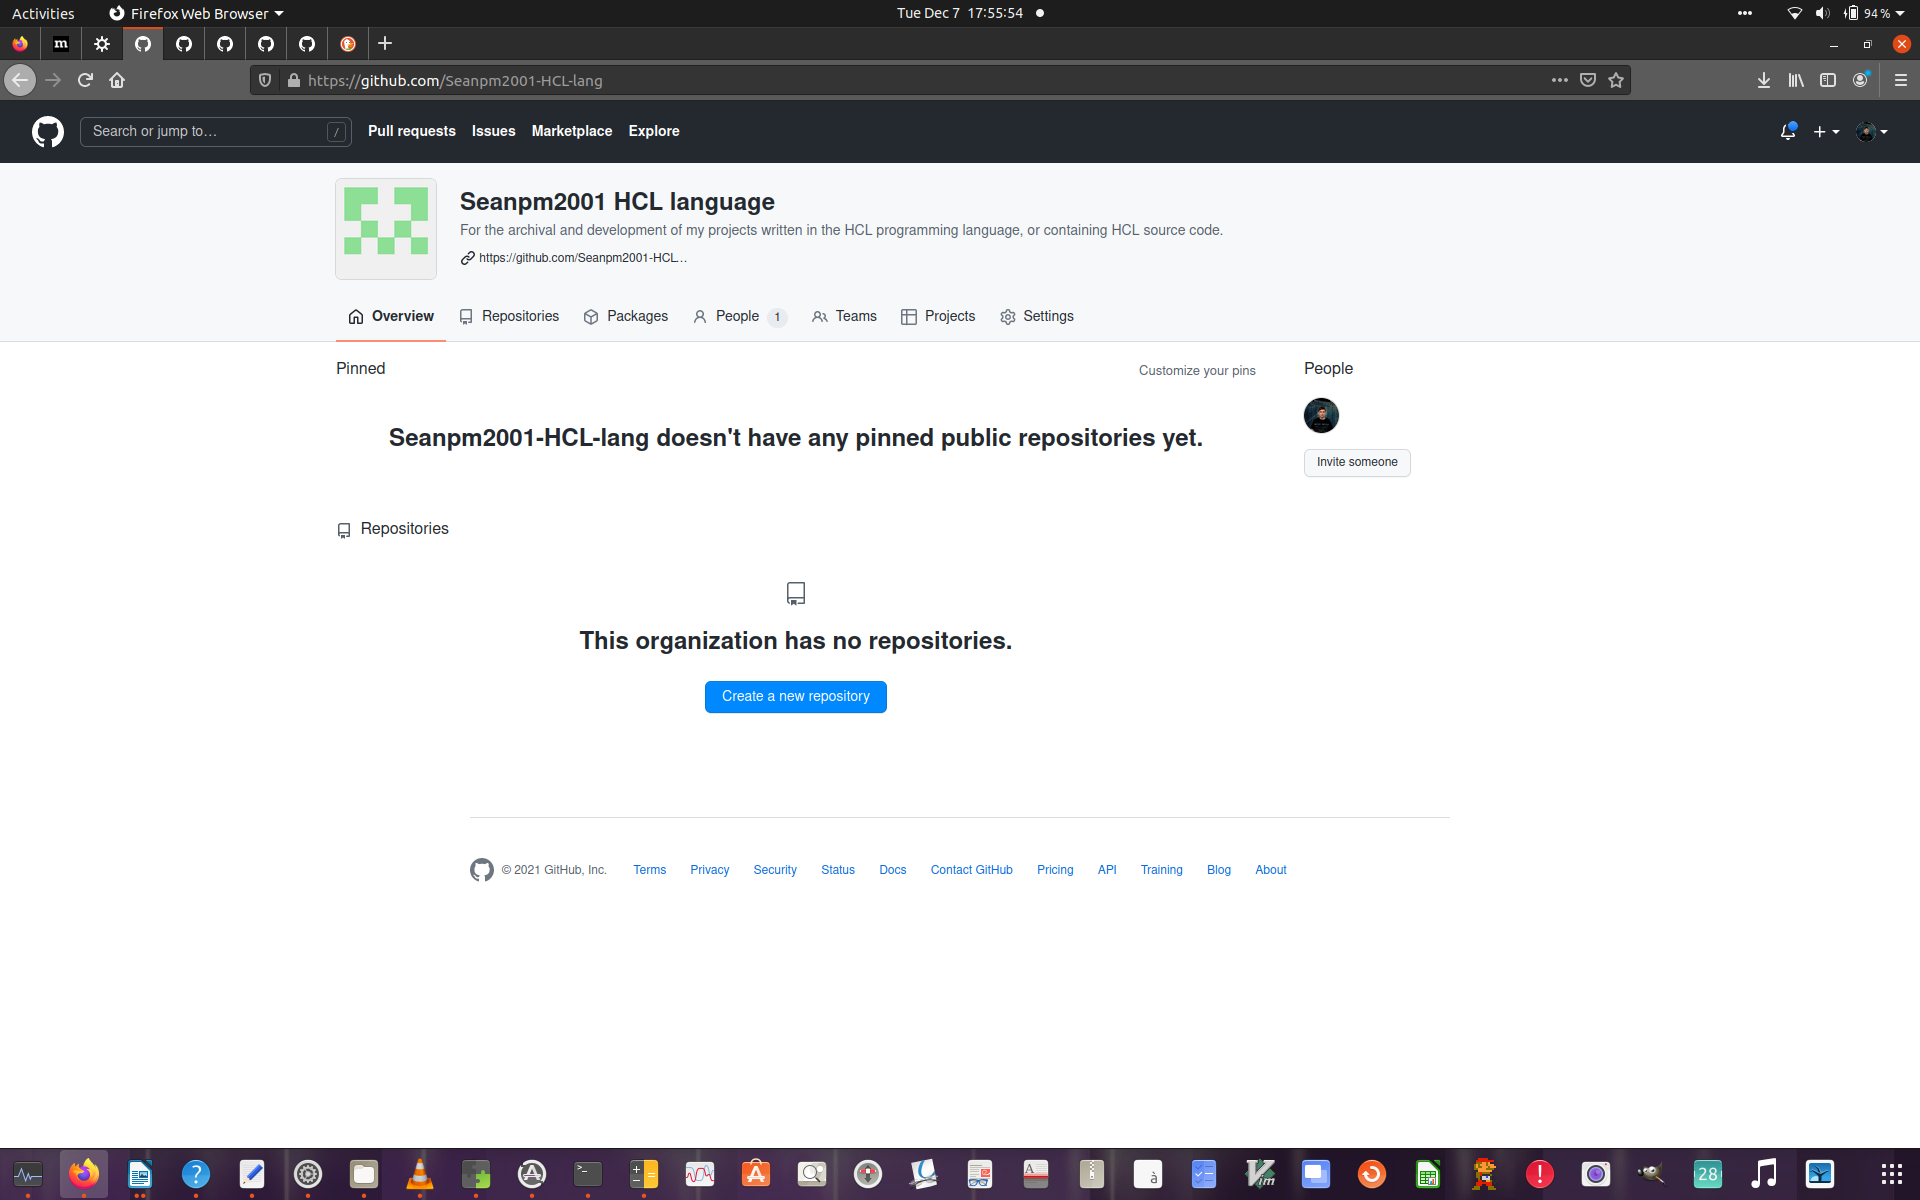 Activities Firefox Web Browser Tue Dec 7 17:55:54 94 %
m
https://github.com/Seanpm2001-HCL-lang
Search or jump to… / Pull requests Issues Marketplace Explore
Seanpm2001 HCL language
For the archival and development of my projects written in the HCL programming language, or containing HCL source code.
https://github.com/Seanpm2001-HCL…
Overview Repositories Packages People 1 Teams Projects Settings
Pinned Customize your pins People
Seanpm2001-HCL-lang doesn't have any pinned public repositories yet.
Invite someone
Repositories
This organization has no repositories.
Create a new repository
© 2021 GitHub, Inc. Terms Privacy Security Status Docs Contact GitHub Pricing API Training Blog About
? >_ A à Vim ! 28